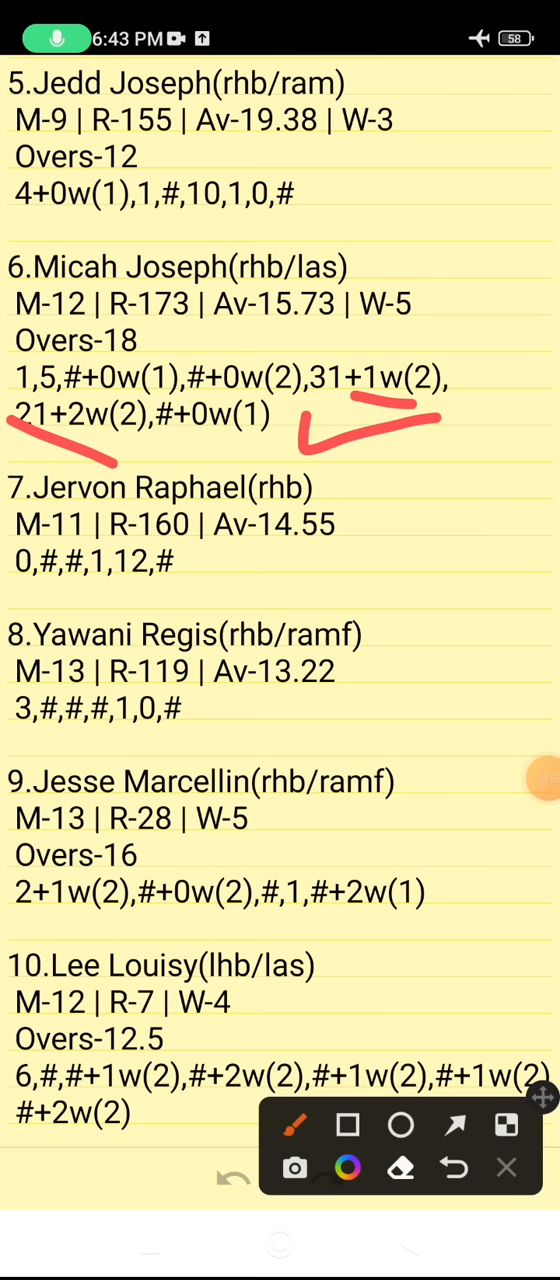 6:43 PM
58
5.Jedd Joseph(rhb/ram)
M-9 | R-155 | Av-19.38 | W-3
Overs-12
4+0w(1),1,#,10,1,0,#
6.Micah Joseph(rhb/las)
M-12 | R-173 | Av-15.73 | W-5
Overs-18
1,5,#+0w(1),#+0w(2),31+1w(2),
21+2w(2),#+0w(1)
7.Jervon Raphael(rhb)
M-11 | R-160 | Av-14.55
0,#,#,1,12,#
8.Yawani Regis(rhb/ramf)
M-13 | R-119 | Av-13.22
3,#,#,#,1,0,#
9.Jesse Marcellin(rhb/ramf)
M-13 | R-28 | W-5
Overs-16
2+1w(2),#+0w(2),#,1,#+2w(1)
03:58
10.Lee Louisy(lhb/las)
M-12 | R-7 | W-4
Overs-12.5
6,#,#+1w(2),#+2w(2),#+1w(2),#+1w(2)
#+2w(2)